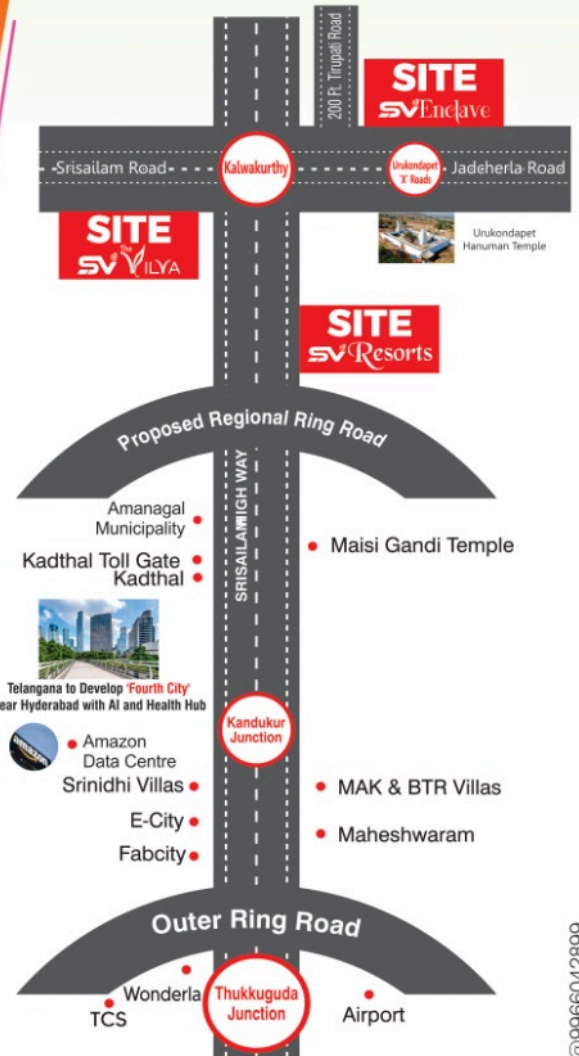 200 Ft. Tirupati Road
SITE
SV Enclave
Srisailam Road
Kalwakurthy
Urukondapet
'X' Roads
Jadeherla Road
SITE
SV The VILYA
Urukondapet
Hanuman Temple
SITE
SV Resorts
Proposed Regional Ring Road
SRISAILAM HIGH WAY
Amanagal
Municipality
Maisi Gandi Temple
Kadthal Toll Gate
Kadthal
Telangana to Develop 'Fourth City'
ear Hyderabad with AI and Health Hub
Kandukur
Junction
amazon
Amazon
Data Centre
Srinidhi Villas
MAK & BTR Villas
E-City
Maheshwaram
Fabcity
Outer Ring Road
Wonderla
Thukkuguda
Junction
TCS
Airport
@9966042899